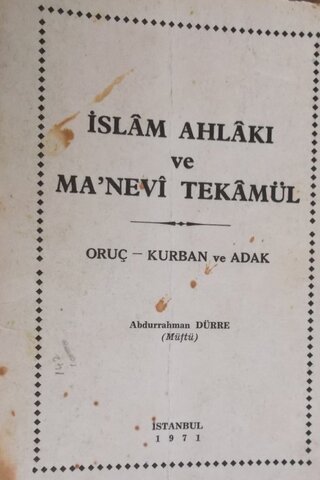 İSLÂM AHLÂKI
ve
MA'NEVÎ TEKÂMÜL
ORUÇ – KURBAN ve ADAK
Abdurrahman DÜRRE
(Müftü)
İSTANBUL
1971